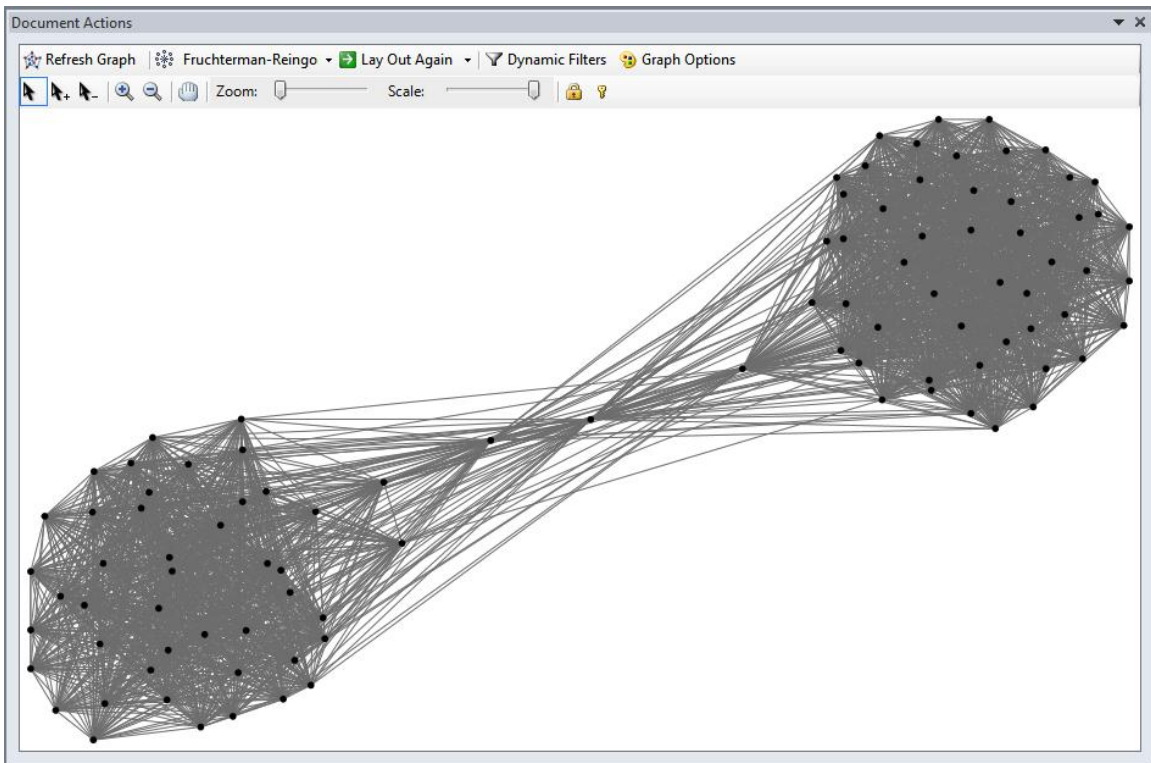 Document Actions
Refresh Graph Fruchterman-Reingo Lay Out Again Dynamic Filters Graph Options
Zoom: Scale: